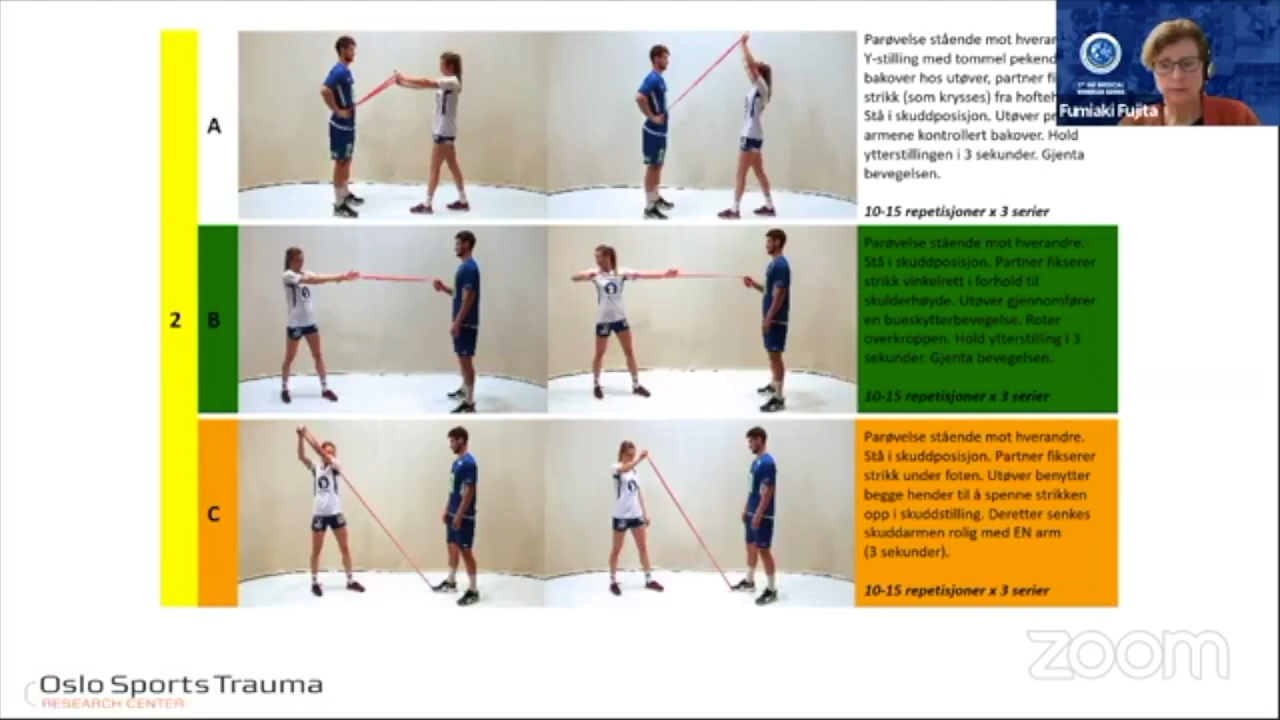 2
A
Parøvelse stående mot hveran
Y-stilling med tommel pekend
bakover hos utøver, partner fi
strikk (som krysses) fra hofteh
Stå i skuddposisjon. Utøver pr
armene kontrollert bakover. Hold
ytterstillingen i 3 sekunder. Gjenta
bevegelsen.
10-15 repetisjoner x 3 serier
B
Parøvelse stående mot hverandre.
Stå i skuddposisjon. Partner fikserer
strikk vinkelrett i forhold til
skulderhøyde. Utøver gjennomfører
en bueskytterbevegelse. Roter
overkroppen. Hold ytterstilling i 3
sekunder. Gjenta bevegelsen.
10-15 repetisjoner x 3 serier
C
Parøvelse stående mot hverandre.
Stå i skuddposisjon. Partner fikserer
strikk under foten. Utøver benytter
begge hender til å spenne strikken
opp i skuddstilling. Deretter senkes
skuddarmen rolig med EN arm
(3 sekunder).
10-15 repetisjoner x 3 serier
Fumiaki Fujita
zoom
Oslo Sports Trauma
RESEARCH CENTER